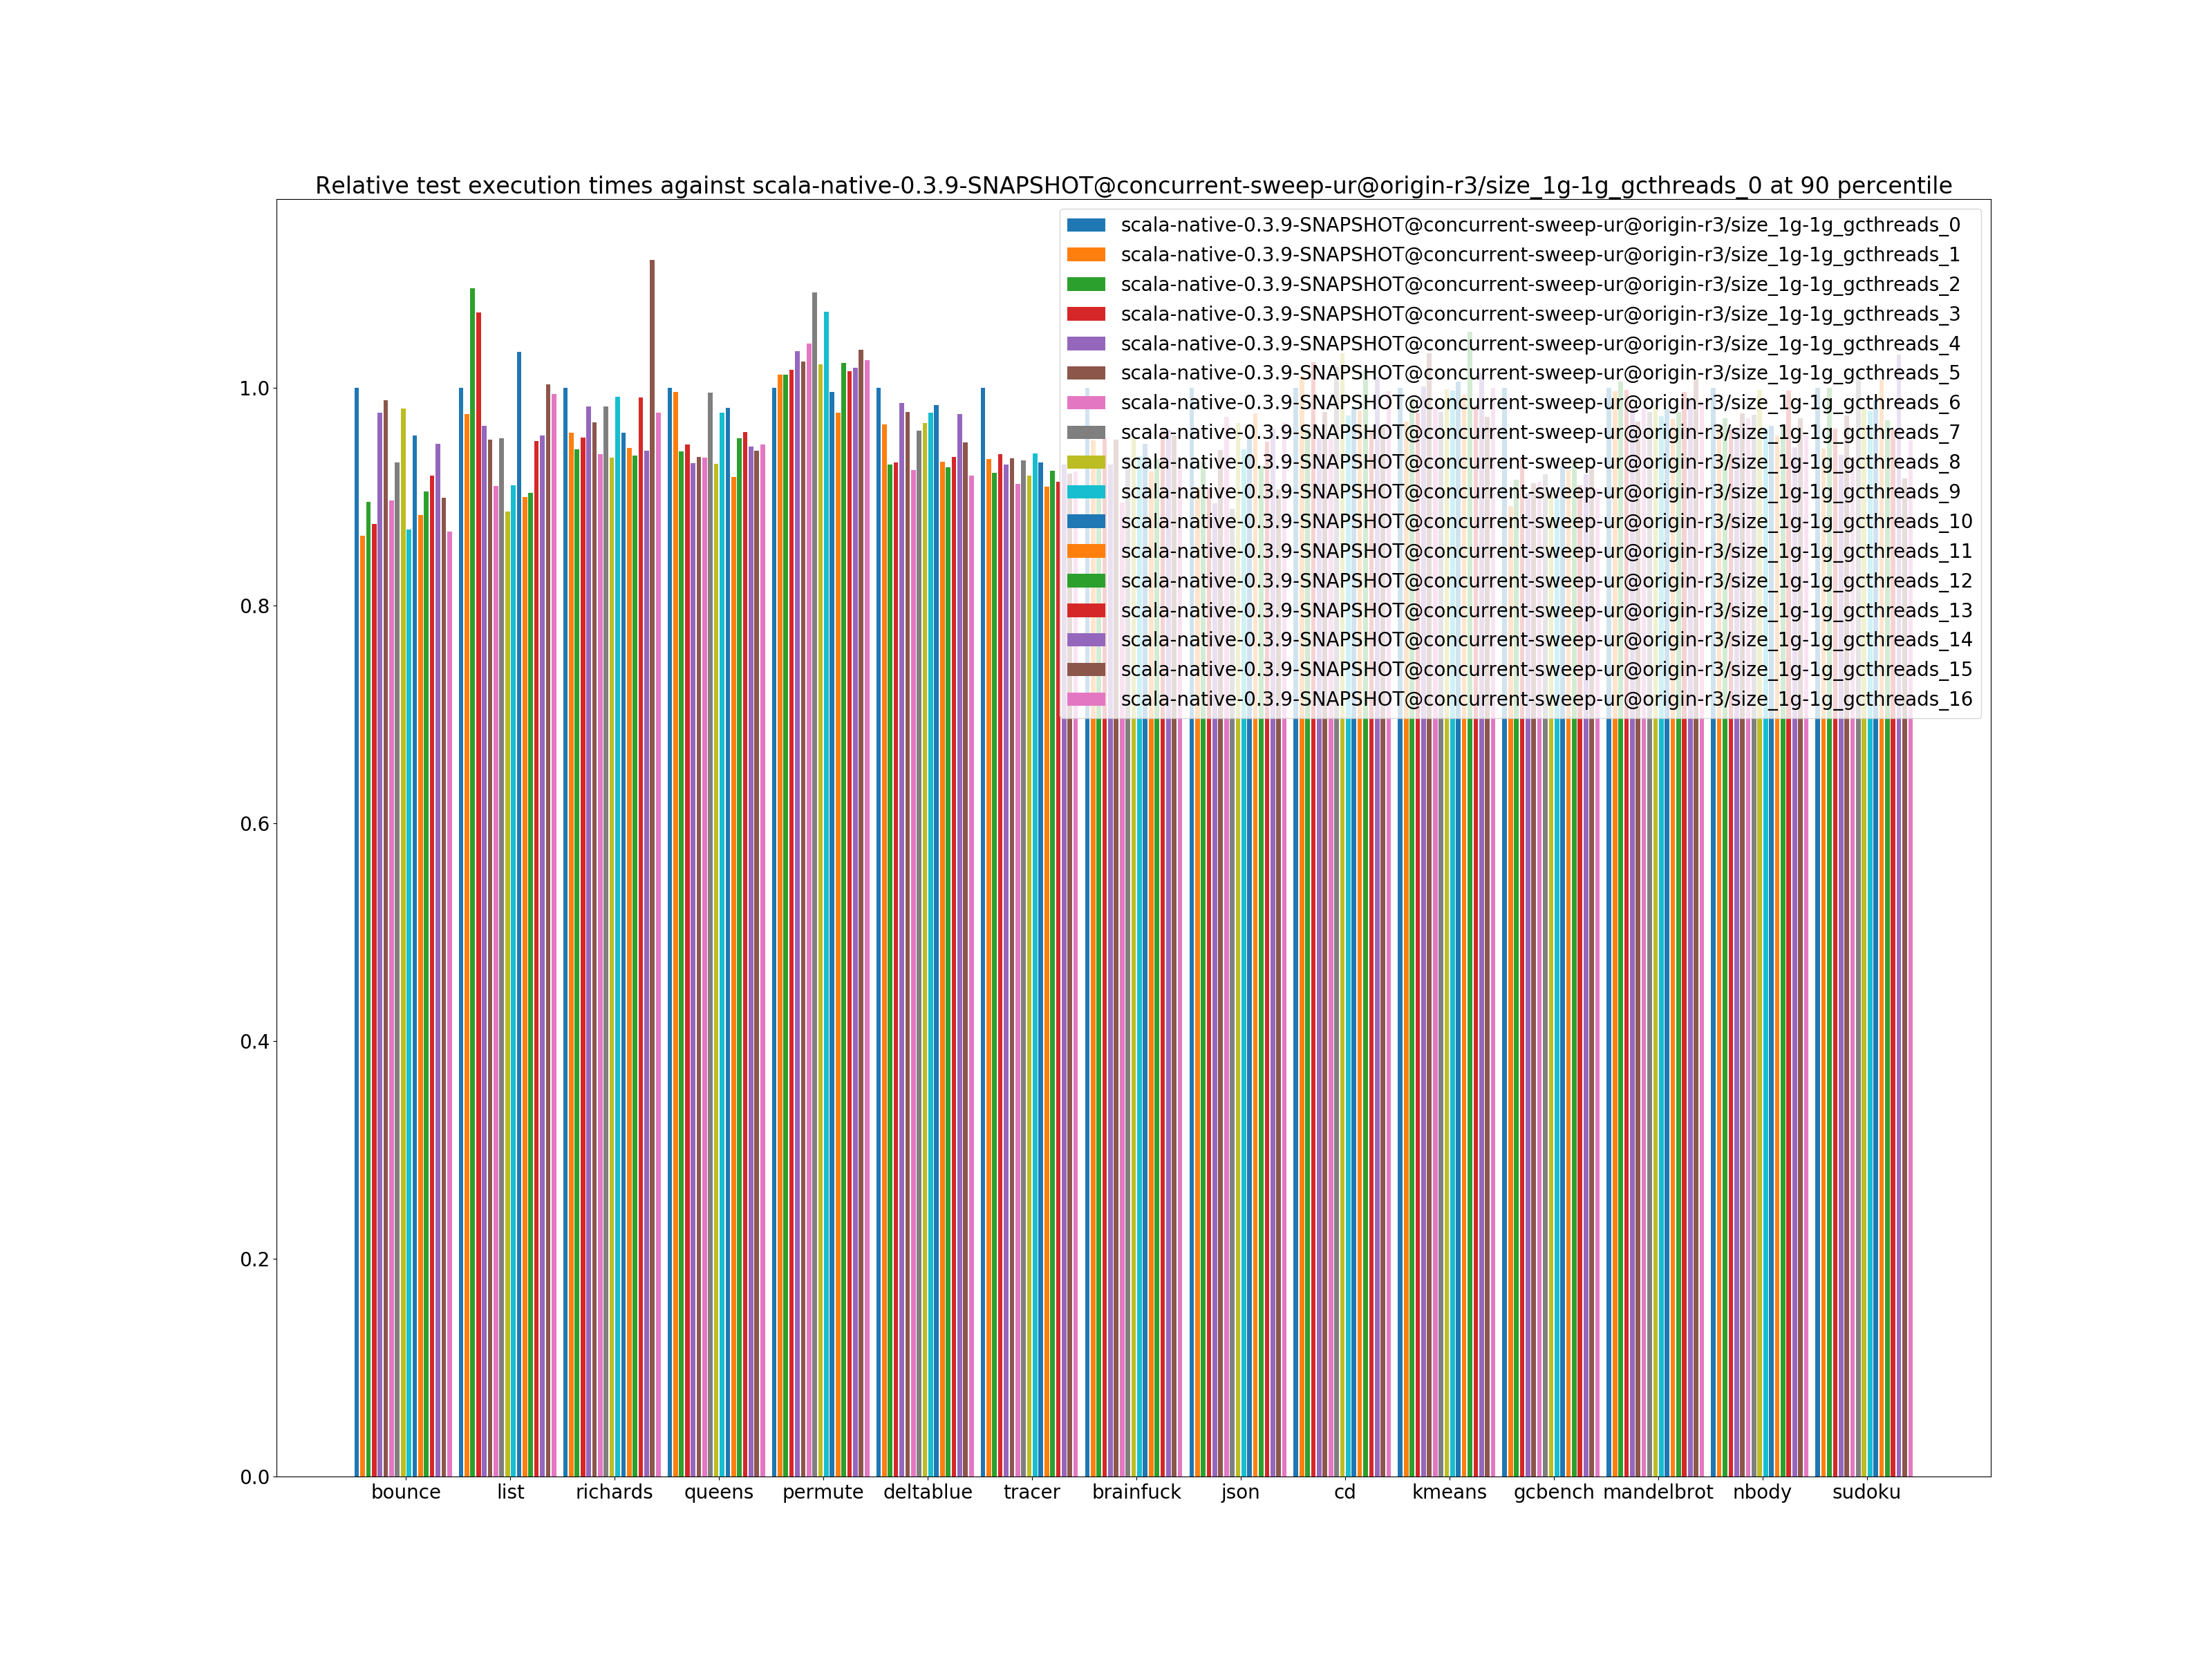 Relative test execution times against scala-native-0.3.9-SNAPSHOT@concurrent-sweep-ur@origin-r3/size_1g-1g_gcthreads_0 at 90 percentile
scala-native-0.3.9-SNAPSHOT@concurrent-sweep-ur@origin-r3/size_1g-1g_gcthreads_0
scala-native-0.3.9-SNAPSHOT@concurrent-sweep-ur@origin-r3/size_1g-1g_gcthreads_1
scala-native-0.3.9-SNAPSHOT@concurrent-sweep-ur@origin-r3/size_1g-1g_gcthreads_2
scala-native-0.3.9-SNAPSHOT@concurrent-sweep-ur@origin-r3/size_1g-1g_gcthreads_3
scala-native-0.3.9-SNAPSHOT@concurrent-sweep-ur@origin-r3/size_1g-1g_gcthreads_4
scala-native-0.3.9-SNAPSHOT@concurrent-sweep-ur@origin-r3/size_1g-1g_gcthreads_5
scala-native-0.3.9-SNAPSHOT@concurrent-sweep-ur@origin-r3/size_1g-1g_gcthreads_6
scala-native-0.3.9-SNAPSHOT@concurrent-sweep-ur@origin-r3/size_1g-1g_gcthreads_7
scala-native-0.3.9-SNAPSHOT@concurrent-sweep-ur@origin-r3/size_1g-1g_gcthreads_8
scala-native-0.3.9-SNAPSHOT@concurrent-sweep-ur@origin-r3/size_1g-1g_gcthreads_9
scala-native-0.3.9-SNAPSHOT@concurrent-sweep-ur@origin-r3/size_1g-1g_gcthreads_10
scala-native-0.3.9-SNAPSHOT@concurrent-sweep-ur@origin-r3/size_1g-1g_gcthreads_11
scala-native-0.3.9-SNAPSHOT@concurrent-sweep-ur@origin-r3/size_1g-1g_gcthreads_12
scala-native-0.3.9-SNAPSHOT@concurrent-sweep-ur@origin-r3/size_1g-1g_gcthreads_13
scala-native-0.3.9-SNAPSHOT@concurrent-sweep-ur@origin-r3/size_1g-1g_gcthreads_14
scala-native-0.3.9-SNAPSHOT@concurrent-sweep-ur@origin-r3/size_1g-1g_gcthreads_15
scala-native-0.3.9-SNAPSHOT@concurrent-sweep-ur@origin-r3/size_1g-1g_gcthreads_16
1.0
0.8
0.6
0.4
0.2
0.0
bounce list richards queens permute deltablue tracer brainfuck json cd kmeans gcbench mandelbrot nbody sudoku